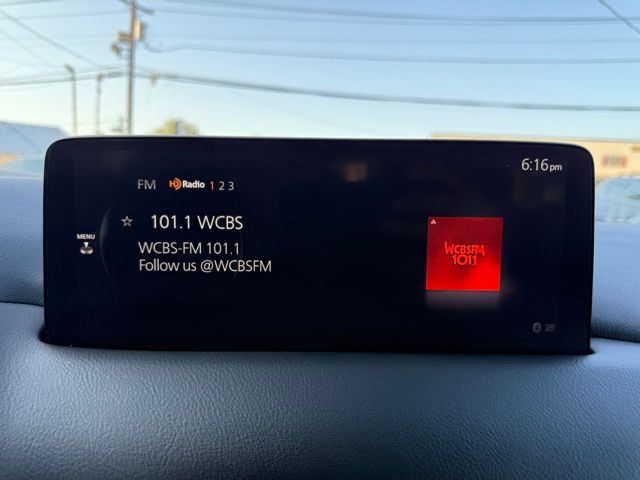 6:16pm
FM HD Radio 1 2 3
101.1 WCBS
MENU
WCBS-FM 101.1
Follow us @WCBSFM
WCBSFM
101.1